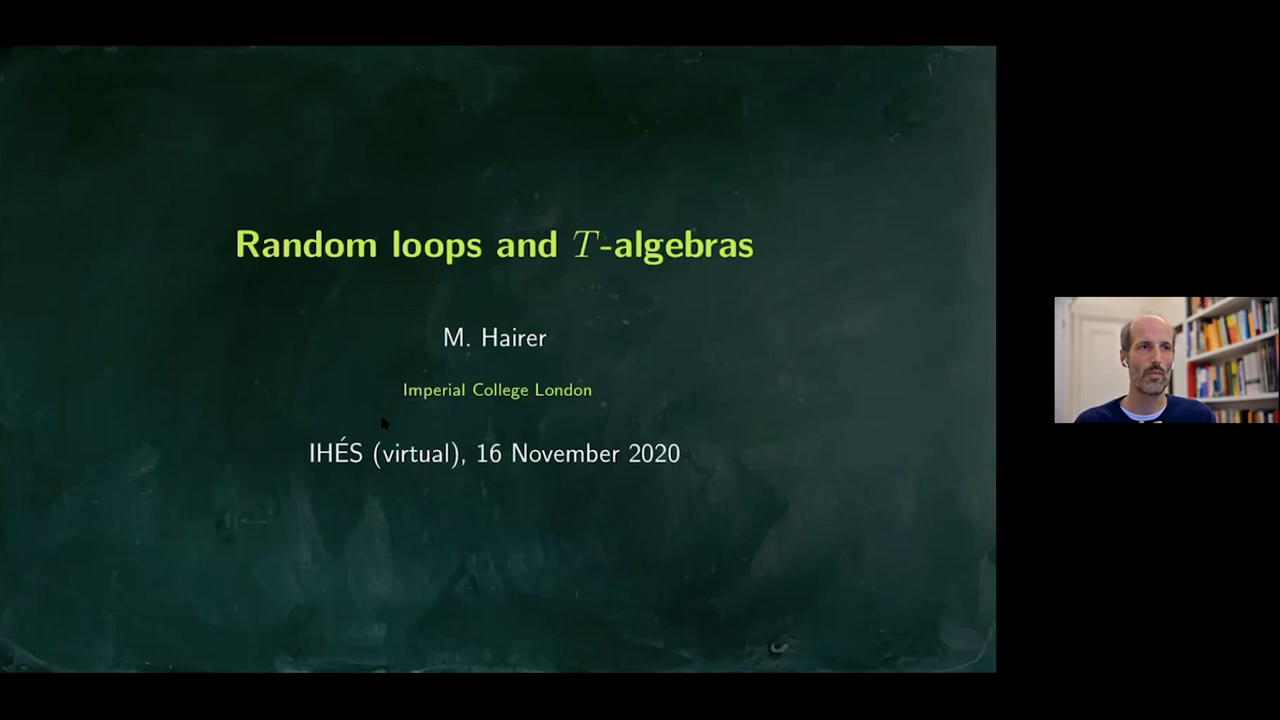 Random loops and T-algebras
M. Hairer
Imperial College London
IHÉS (virtual), 16 November 2020